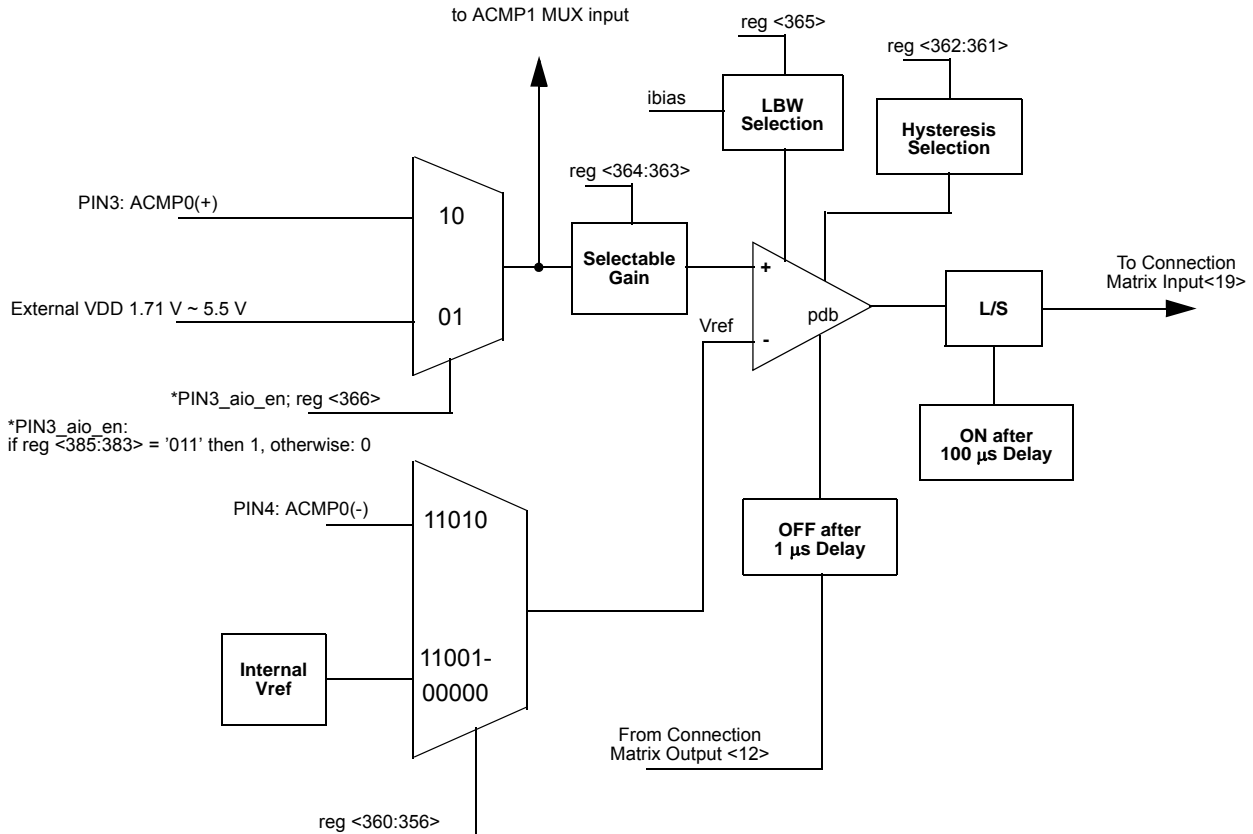 to ACMP1 MUX input
reg <365>
reg <362:361>
ibias
LBW
Selection
Hysteresis
Selection
reg <364:363>
PIN3: ACMP0(+)
10
Selectable
Gain
+
To Connection
Matrix Input<19>
External VDD 1.71 V ~ 5.5 V
01
Vref
-
pdb
L/S
*PIN3_aio_en; reg <366>
*PIN3_aio_en:
if reg <385:383> = '011' then 1, otherwise: 0
ON after
100 μs Delay
PIN4: ACMP0(-)
11010
OFF after
1 μs Delay
Internal
Vref
11001-
00000
From Connection
Matrix Output <12>
reg <360:356>